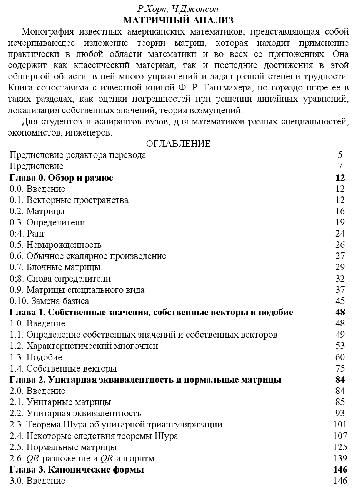 Р.Хорн, Ч.Джонсон
МАТРИЧНЫЙ АНАЛИЗ
Монография известных американских математиков, представляющая собой
исчерпывающее изложение теории матриц, которая находит применение
практически в любой области математики и во всех ее приложениях. Она
содержит как классический материал, так и последние достижения в этой
обширной области; в ней много упражнений и задач разной степени трудности.
Книга сопоставима с известной книгой Ф. Р. Гантмахера, но гораздо шире ее в
таких разделах, как оценки погрешностей при решении линейных уравнений,
локализация собственных значений, теория возмущений.
Для студентов и аспирантов вузов, для математиков разных специальностей,
экономистов, инженеров.
ОГЛАВЛЕНИЕ
Предисловие редактора перевода 5
Предисловие 7
Глава 0. Обзор и разное 12
0.0. Введение 12
0.1. Векторные пространства 12
0.2. Матрицы 16
0.3. Определители 19
0.4. Ранг 24
0.5. Невырожденность 26
0.6. Обычное скалярное произведение 27
0.7. Блочные матрицы 29
0.8. Снова определители 32
0.9. Матрицы специального вида 37
0.10. Замена базиса 45
Глава 1. Собственные значения, собственные векторы и подобие 48
1.0. Введение 48
1.1. Определение собственных значений и собственных векторов 49
1.2. Характеристический многочлен 53
1.3. Подобие 60
1.4. Собственные векторы 75
Глава 2. Унитарная эквивалентность и нормальные матрицы 84
2.0. Введение 84
2.1. Унитарные матрицы 85
2.2. Унитарная эквивалентность 93
2.3. Теорема Шура об унитарной триангуляризации 101
2.4. Некоторые следствия теоремы Шура 107
2.5. Нормальные матрицы 125
2.6. QR-разложение и QR-алгоритм 139
Глава 3. Канонические формы 146
3.0. Введение 146